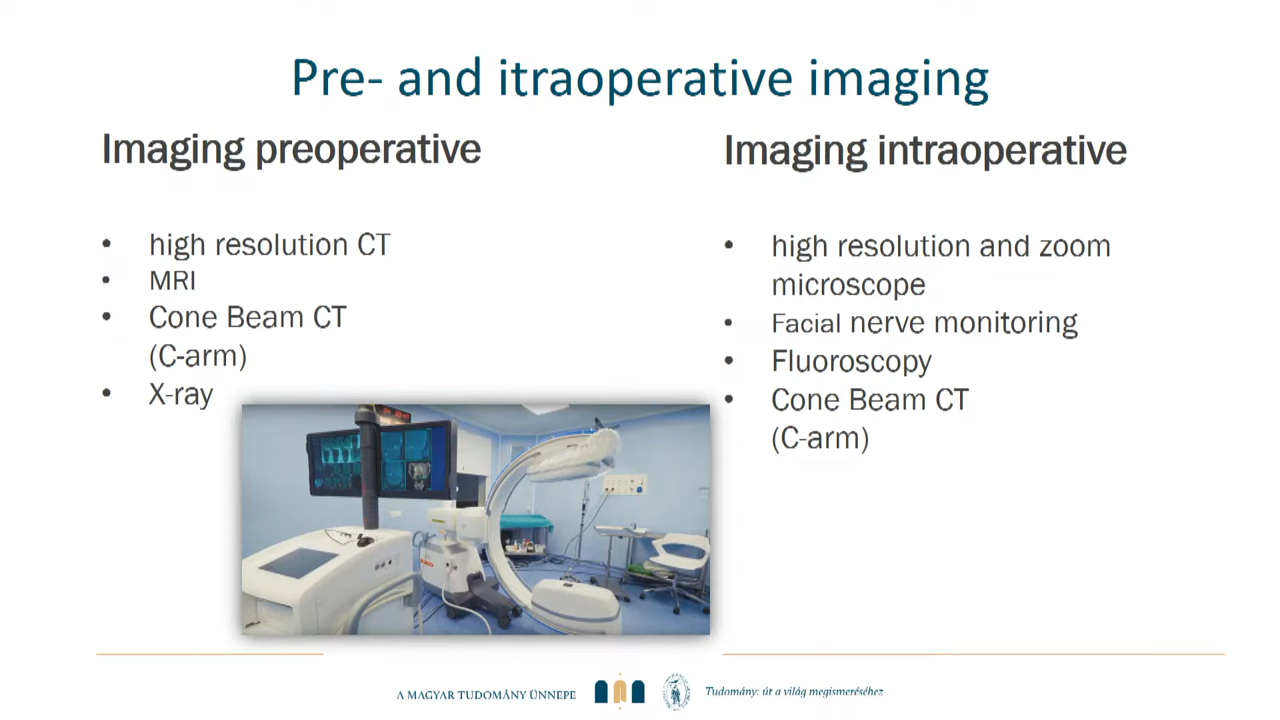 Pre- and itraoperative imaging
Imaging preoperative
• high resolution CT
• MRI
• Cone Beam CT
(C-arm)
• X-ray
Imaging intraoperative
• high resolution and zoom
microscope
• Facial nerve monitoring
• Fluoroscopy
• Cone Beam CT
(C-arm)
A MAGYAR TUDOMÁNY ÜNNEPE
Tudomány: út a világ megismeréséhez